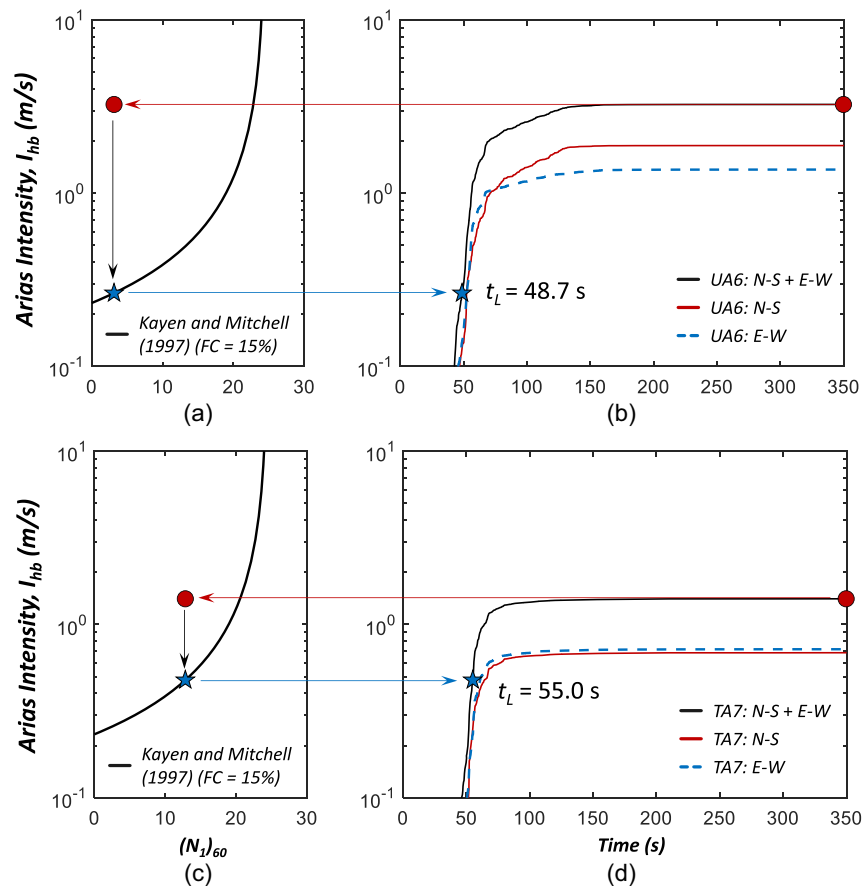 Arias Intensity, I_hb (m/s)
10^1
10^0
10^-1
0
10
20
30
Kayen and Mitchell
(1997) (FC = 15%)
(a)
10^1
10^0
10^-1
0
50
100
150
200
250
300
350
t_L = 48.7 s
UA6: N-S + E-W
UA6: N-S
UA6: E-W
(b)
Arias Intensity, I_hb (m/s)
10^1
10^0
10^-1
0
10
20
30
Kayen and Mitchell
(1997) (FC = 15%)
(N_1)_60
(c)
10^1
10^0
10^-1
0
50
100
150
200
250
300
350
t_L = 55.0 s
TA7: N-S + E-W
TA7: N-S
TA7: E-W
Time (s)
(d)